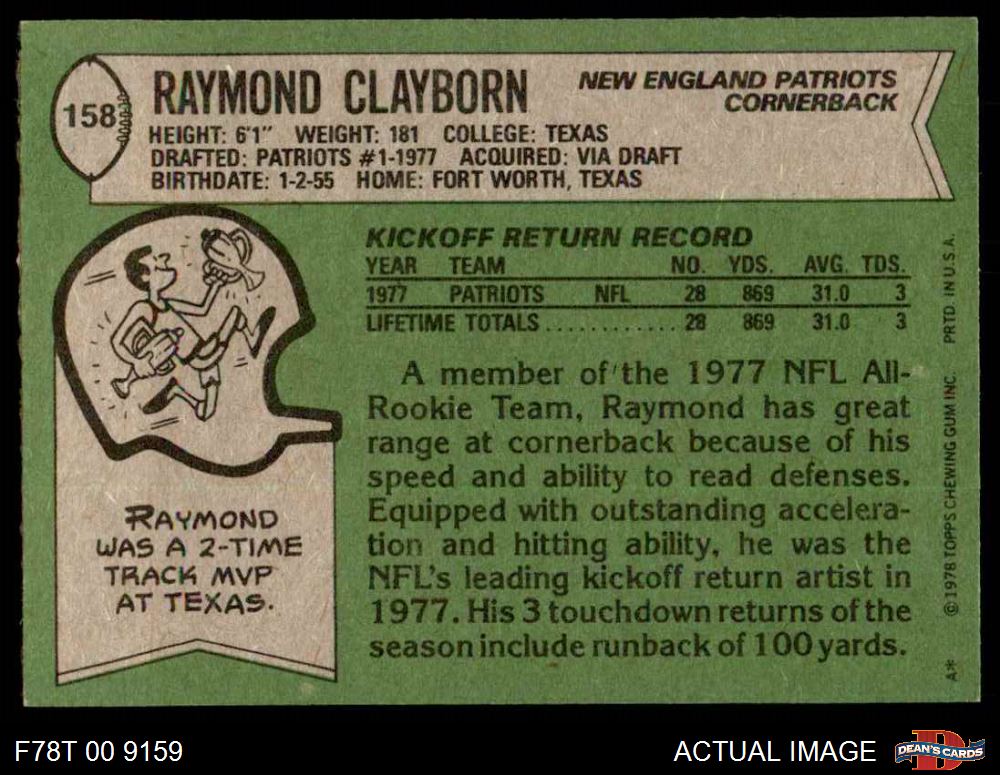 158
RAYMOND CLAYBORN
NEW ENGLAND PATRIOTS
CORNERBACK
HEIGHT: 6'1" WEIGHT: 181 COLLEGE: TEXAS
DRAFTED: PATRIOTS #1-1977 ACQUIRED: VIA DRAFT
BIRTHDATE: 1-2-55 HOME: FORT WORTH, TEXAS
KICKOFF RETURN RECORD
YEAR TEAM NO. YDS. AVG. TDS.
1977 PATRIOTS NFL 28 869 31.0 3
LIFETIME TOTALS ............ 28 869 31.0 3
A member of the 1977 NFL All-
Rookie Team, Raymond has great
range at cornerback because of his
speed and ability to read defenses.
Equipped with outstanding accelera-
tion and hitting ability, he was the
NFL's leading kickoff return artist in
1977. His 3 touchdown returns of the
season include runback of 100 yards.
RAYMOND
WAS A 2-TIME
TRACK MVP
AT TEXAS.
A* © 1978 TOPPS CHEWING GUM INC. PRTD. IN U.S.A.
F78T 00 9159
ACTUAL IMAGE
DEAN'S CARDS